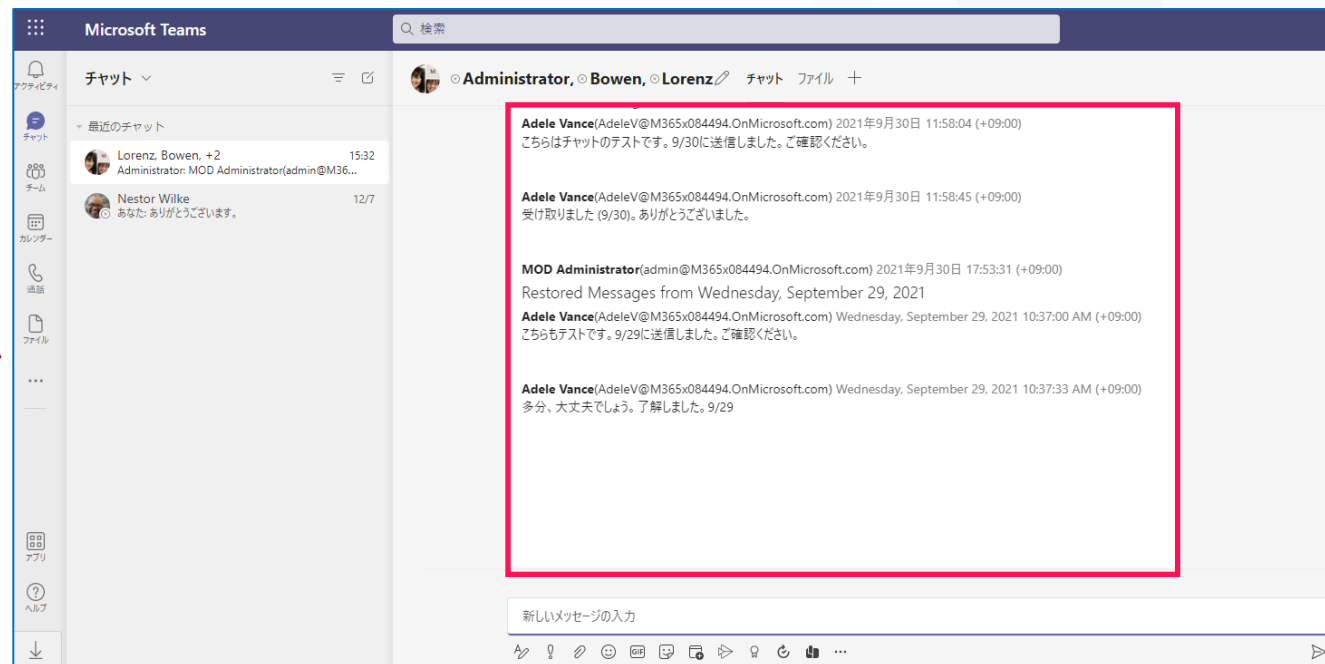 Microsoft Teams
検索
アクティビティ
チャット
チーム
カレンダー
通話
ファイル
アプリ
ヘルプ
チャット
最近のチャット
Lorenz, Bowen, +2 15:32
Administrator: MOD Administrator(admin@M36...
Nestor Wilke 12/7
あなた: ありがとうございます。
Administrator, Bowen, Lorenz チャット ファイル
Adele Vance(AdeleV@M365x084494.OnMicrosoft.com) 2021年9月30日 11:58:04 (+09:00)
こちらはチャットのテストです。9/30に送信しました。ご確認ください。
Adele Vance(AdeleV@M365x084494.OnMicrosoft.com) 2021年9月30日 11:58:45 (+09:00)
受け取りました (9/30)。ありがとうございました。
MOD Administrator(admin@M365x084494.OnMicrosoft.com) 2021年9月30日 17:53:31 (+09:00)
Restored Messages from Wednesday, September 29, 2021
Adele Vance(AdeleV@M365x084494.OnMicrosoft.com) Wednesday, September 29, 2021 10:37:00 AM (+09:00)
こちらもテストです。9/29に送信しました。ご確認ください。
Adele Vance(AdeleV@M365x084494.OnMicrosoft.com) Wednesday, September 29, 2021 10:37:33 AM (+09:00)
多分、大丈夫でしょう。了解しました。9/29
新しいメッセージの入力
GIF